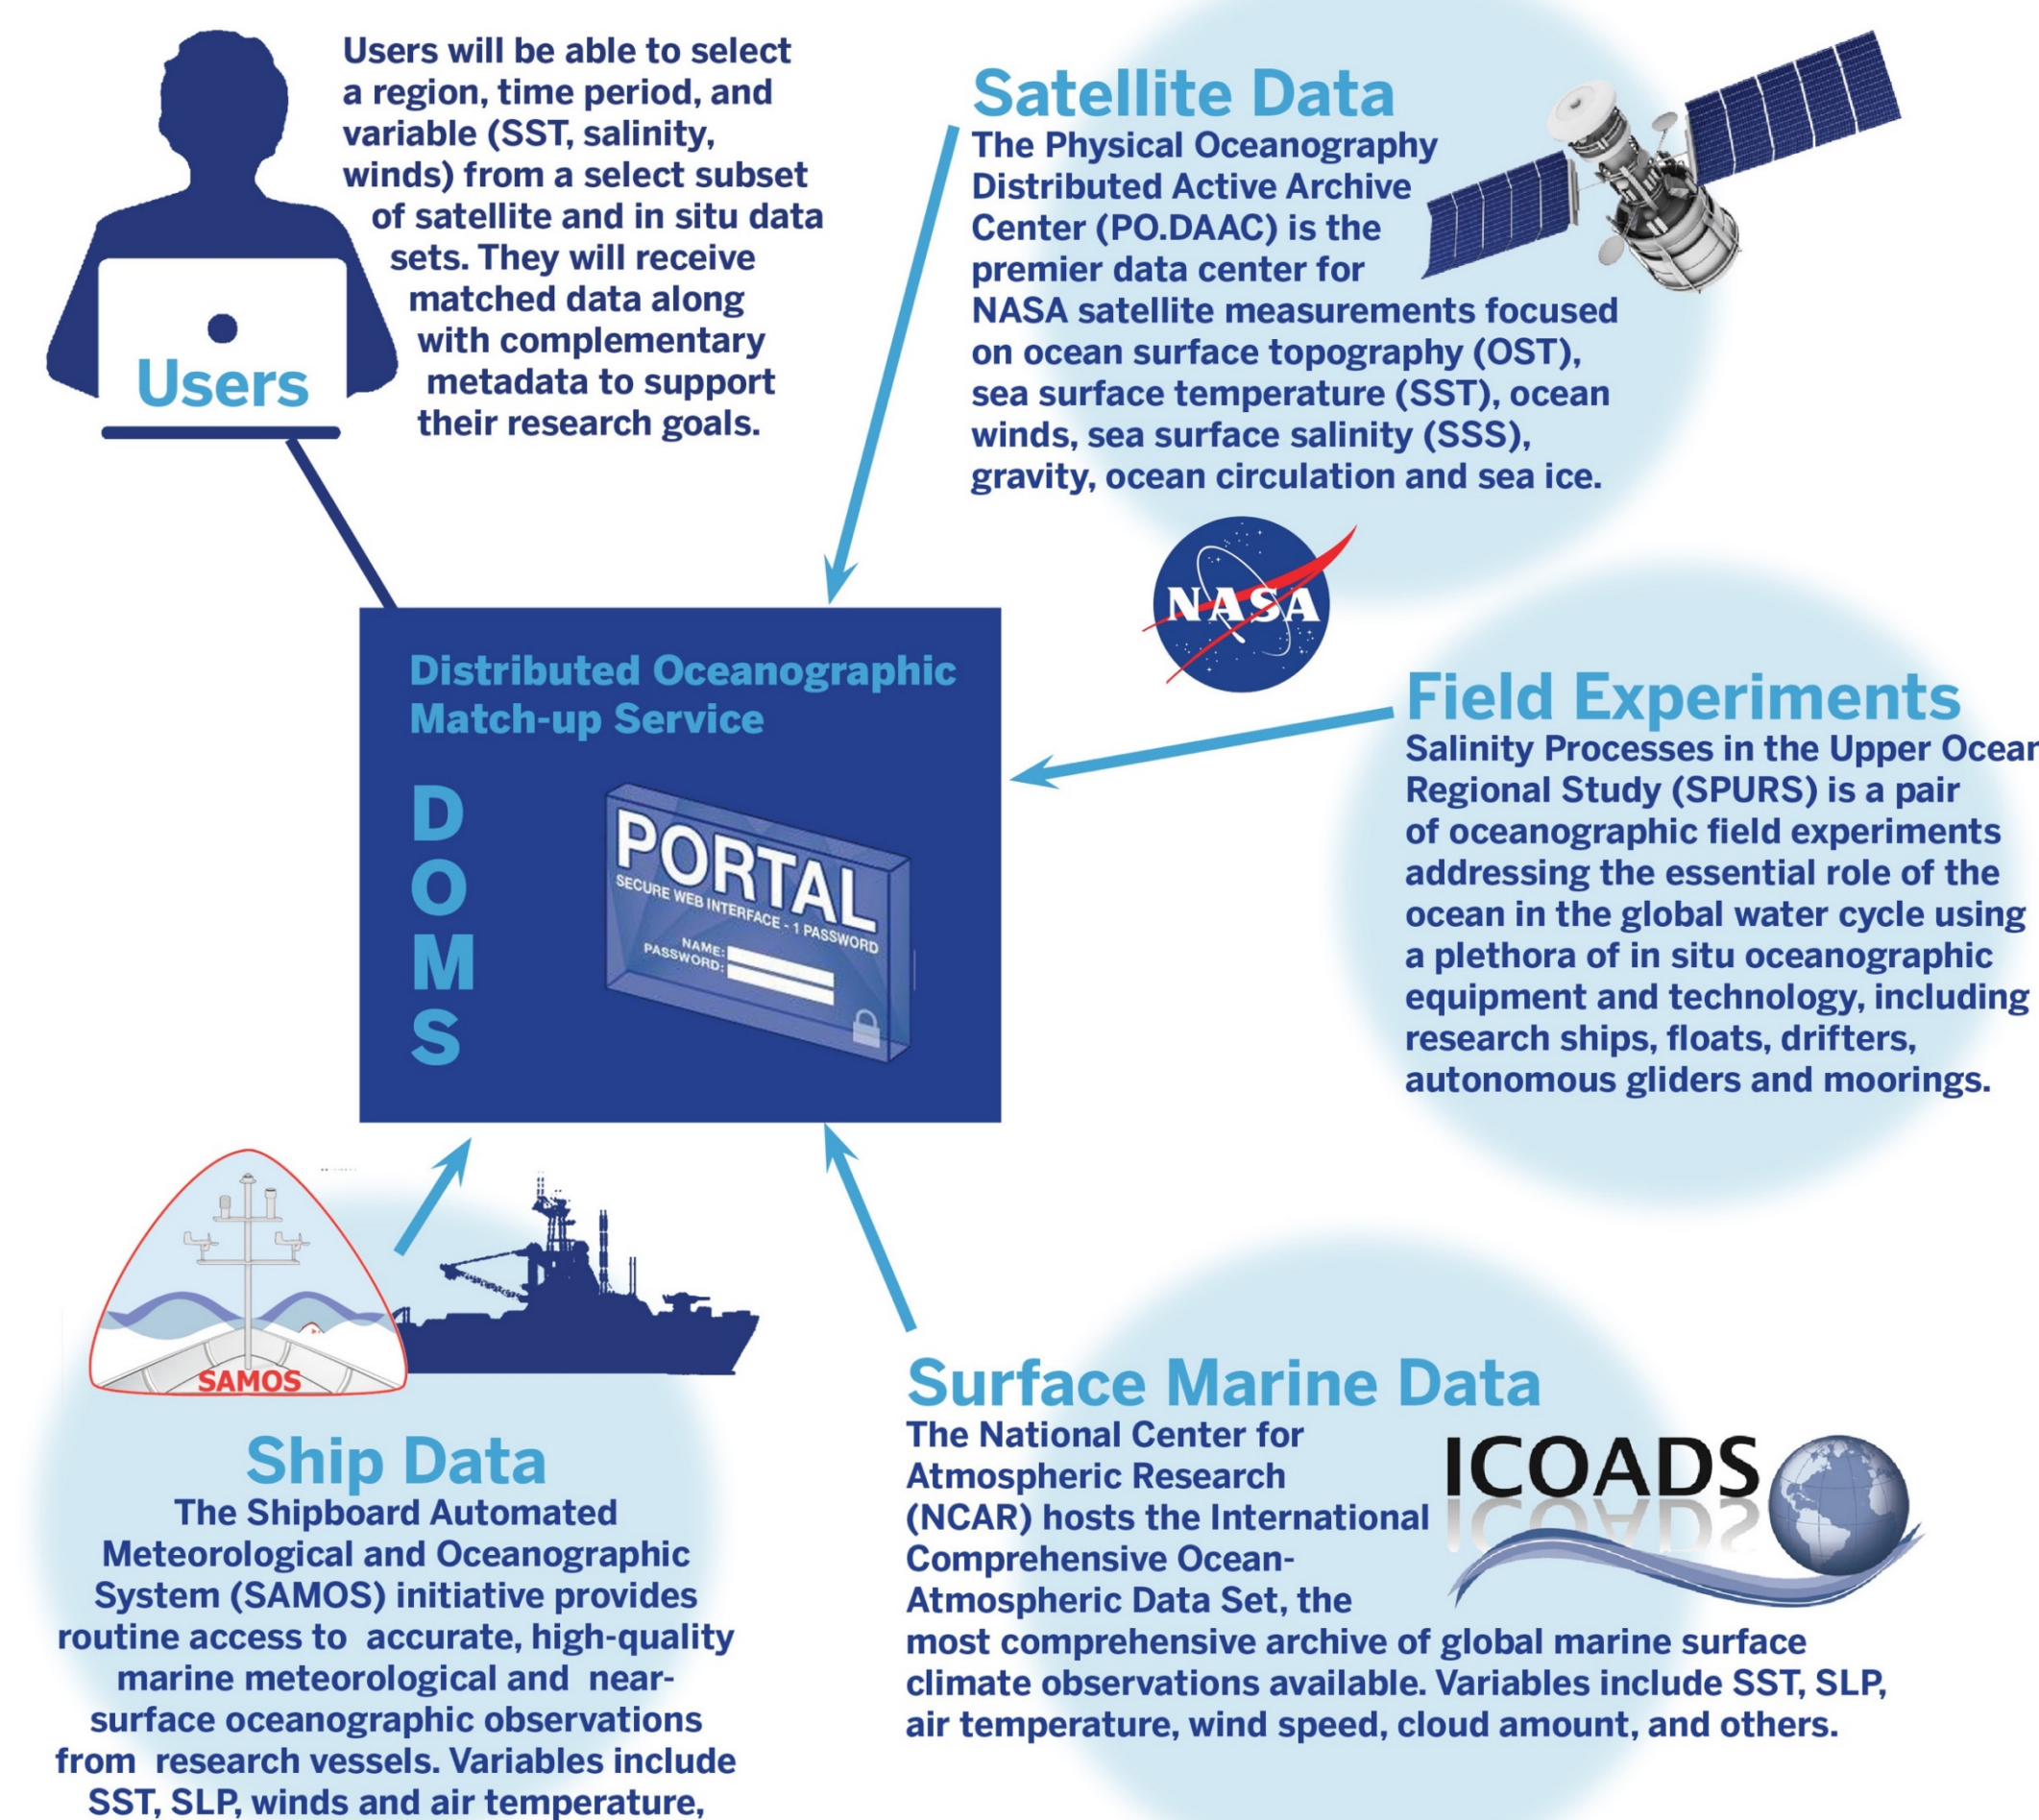 Users will be able to select
a region, time period, and
variable (SST, salinity,
winds) from a select subset
of satellite and in situ data
sets. They will receive
matched data along
with complementary
metadata to support
their research goals.
Users
Satellite Data
The Physical Oceanography
Distributed Active Archive
Center (PO.DAAC) is the
premier data center for
NASA satellite measurements focused
on ocean surface topography (OST),
sea surface temperature (SST), ocean
winds, sea surface salinity (SSS),
gravity, ocean circulation and sea ice.
NASA
Distributed Oceanographic
Match-up Service
D
O
M
S
PORTAL
SECURE WEB INTERFACE - 1 PASSWORD
NAME:
PASSWORD:
Field Experiments
Salinity Processes in the Upper Ocean
Regional Study (SPURS) is a pair
of oceanographic field experiments
addressing the essential role of the
ocean in the global water cycle using
a plethora of in situ oceanographic
equipment and technology, including
research ships, floats, drifters,
autonomous gliders and moorings.
SAMOS
Ship Data
The Shipboard Automated
Meteorological and Oceanographic
System (SAMOS) initiative provides
routine access to accurate, high-quality
marine meteorological and near-
surface oceanographic observations
from research vessels. Variables include
SST, SLP, winds and air temperature,
Surface Marine Data
The National Center for
Atmospheric Research
(NCAR) hosts the International
Comprehensive Ocean-
Atmospheric Data Set, the
most comprehensive archive of global marine surface
climate observations available. Variables include SST, SLP,
air temperature, wind speed, cloud amount, and others.
ICOADS